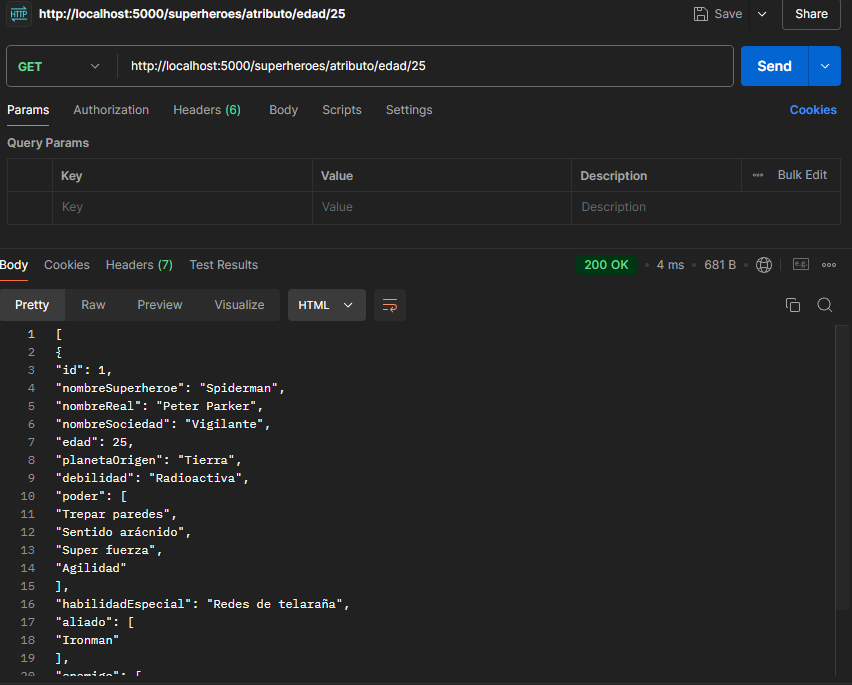 HTTP http://localhost:5000/superheroes/atributo/edad/25 Save Share
GET http://localhost:5000/superheroes/atributo/edad/25 Send
Params Authorization Headers (6) Body Scripts Settings Cookies
Query Params
Key Value Description Bulk Edit
Key Value Description
Body Cookies Headers (7) Test Results 200 OK 4 ms 681 B e.g.
Pretty Raw Preview Visualize HTML
1 [
2 {
3 "id": 1,
4 "nombreSuperheroe": "Spiderman",
5 "nombreReal": "Peter Parker",
6 "nombreSociedad": "Vigilante",
7 "edad": 25,
8 "planetaOrigen": "Tierra",
9 "debilidad": "Radioactiva",
10 "poder": [
11 "Trepar paredes",
12 "Sentido arácnido",
13 "Super fuerza",
14 "Agilidad"
15 ],
16 "habilidadEspecial": "Redes de telaraña",
17 "aliado": [
18 "Ironman"
19 ],
20 "enemigo": [